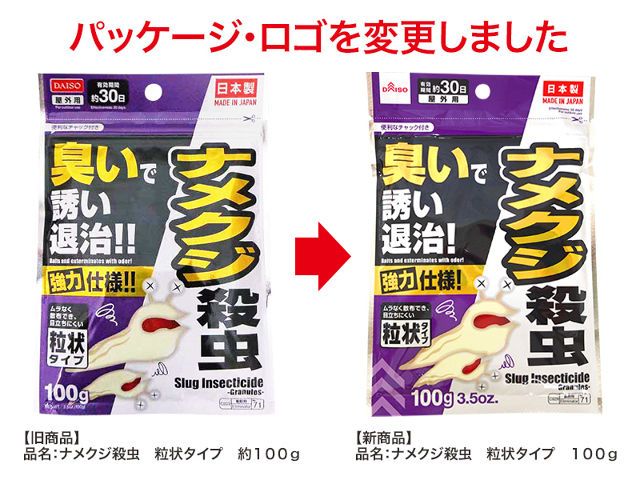 パッケージ・ロゴを変更しました
DAISO
屋外用
For outdoor use
有効期間
約30日
Effectiveness: 30 days
日本製
MADE IN JAPAN
便利なチャック付き
臭いで
誘い
退治!!
Baits and exterminates with odor!
強力仕様!!
ムラなく
散布でき、
目立ちにくい
粒状
タイプ
100g
ナメクジ
殺虫
Slug Insecticide
-Granules-
71
DAISO
有効
期間
約30日
屋外用
日本製
MADE IN JAPAN
便利なチャック付き
臭いで
誘い
退治!
Baits and exterminates with odor!
強力仕様!
ムラなく
散布でき、
目立ちにくい
粒状
タイプ
100g 3.5oz.
ナメクジ
殺虫
Slug Insecticide
-Granules-
71
【旧商品】
品名：ナメクジ殺虫　粒状タイプ　約１００ｇ
【新商品】
品名：ナメクジ殺虫　粒状タイプ　１００ｇ